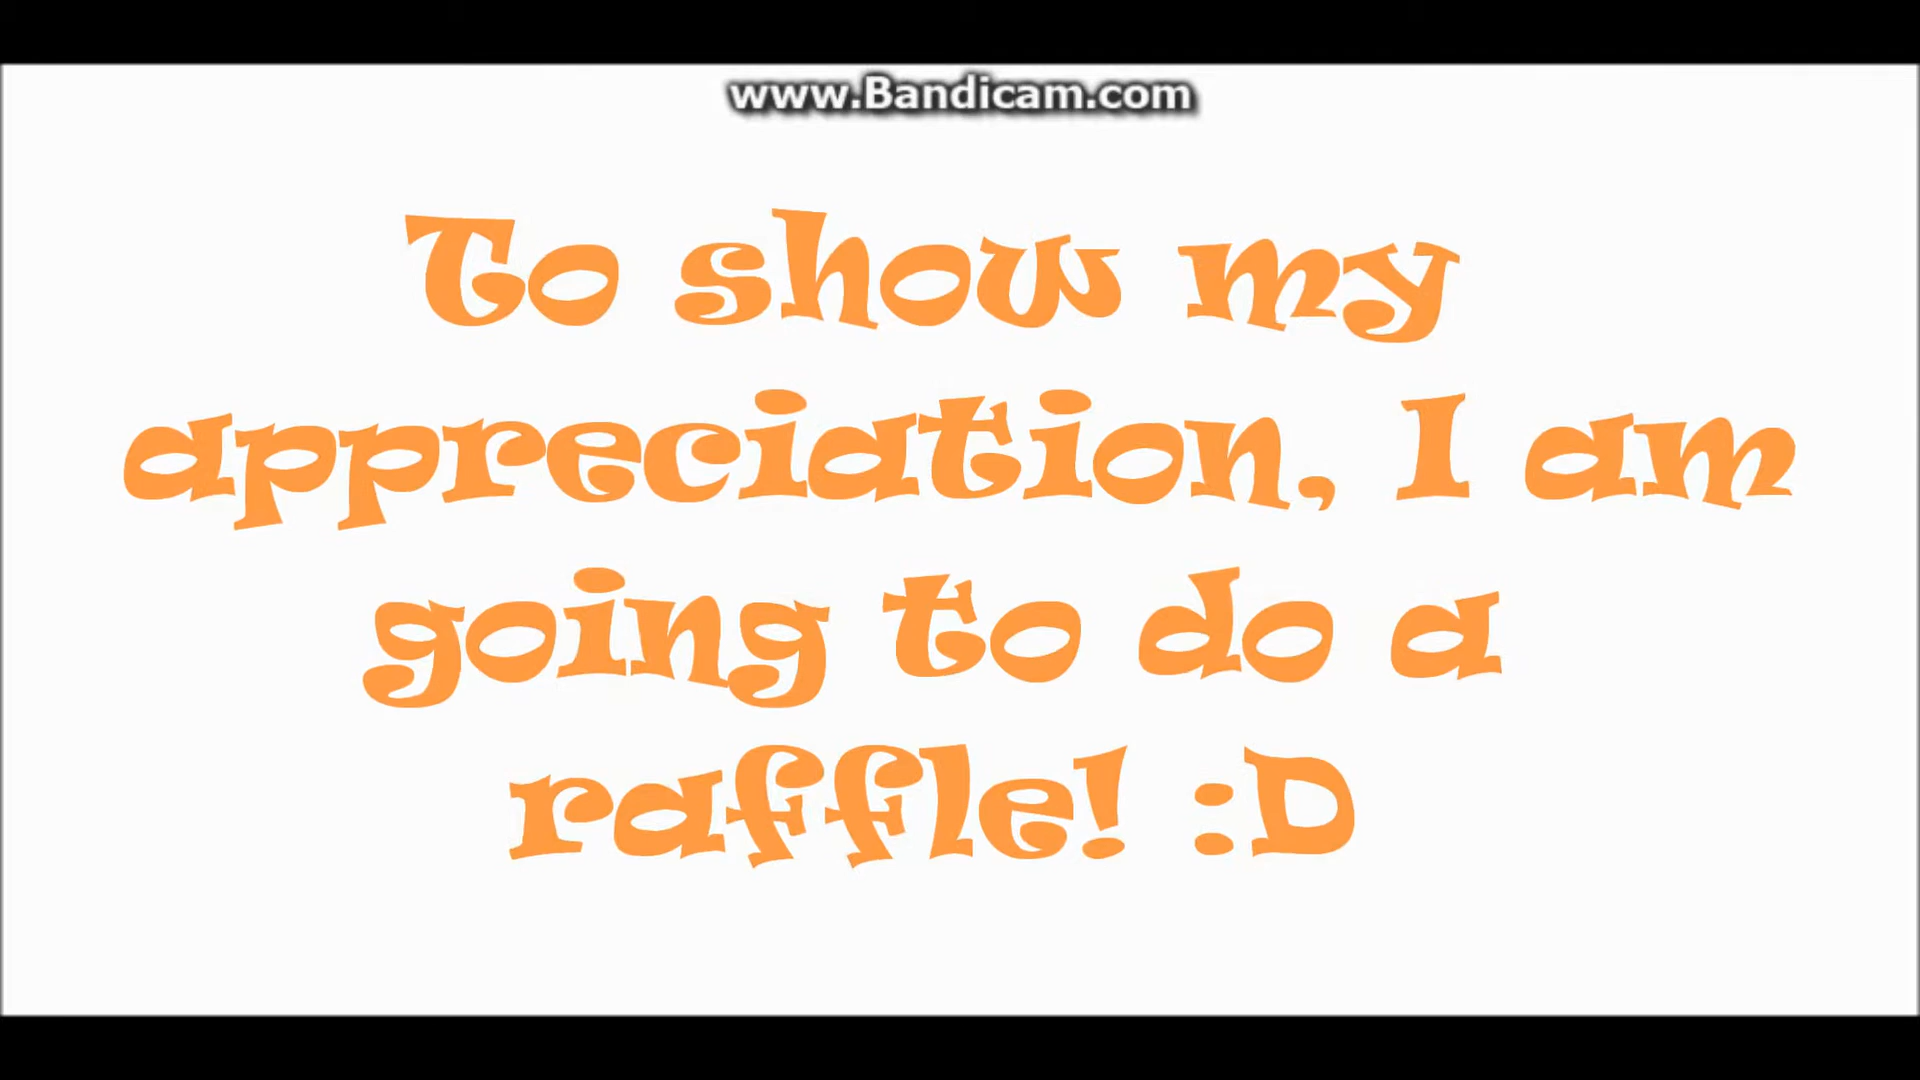 www.Bandicam.com
To show my
appreciation, I am
going to do a
raffle! :D